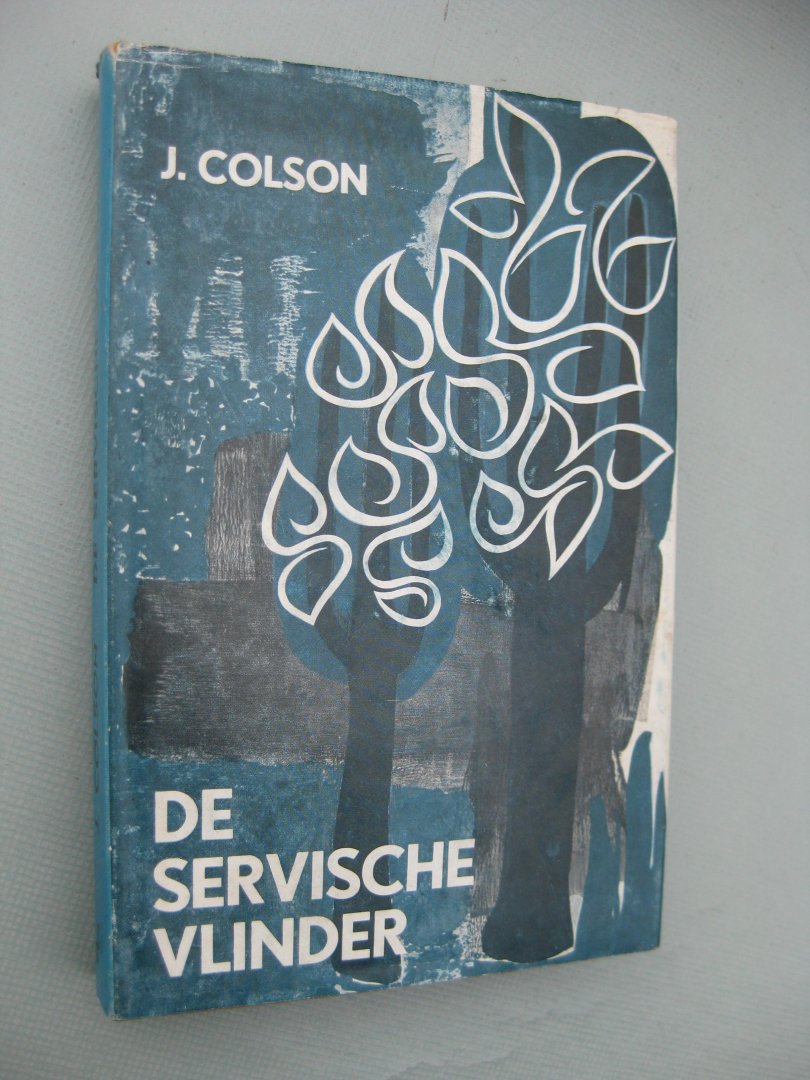 J. COLSON
DE
SERVISCHE
VLINDER